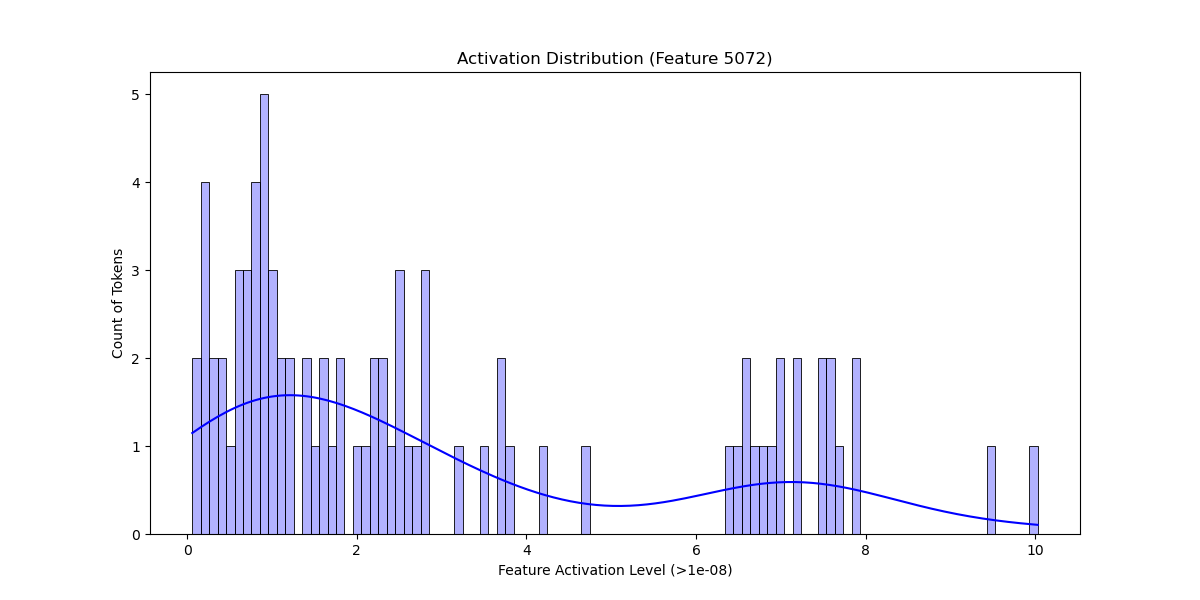 Activation Distribution (Feature 5072)
Count of Tokens
5
4
3
2
1
0
0 2 4 6 8 10
Feature Activation Level (>1e-08)